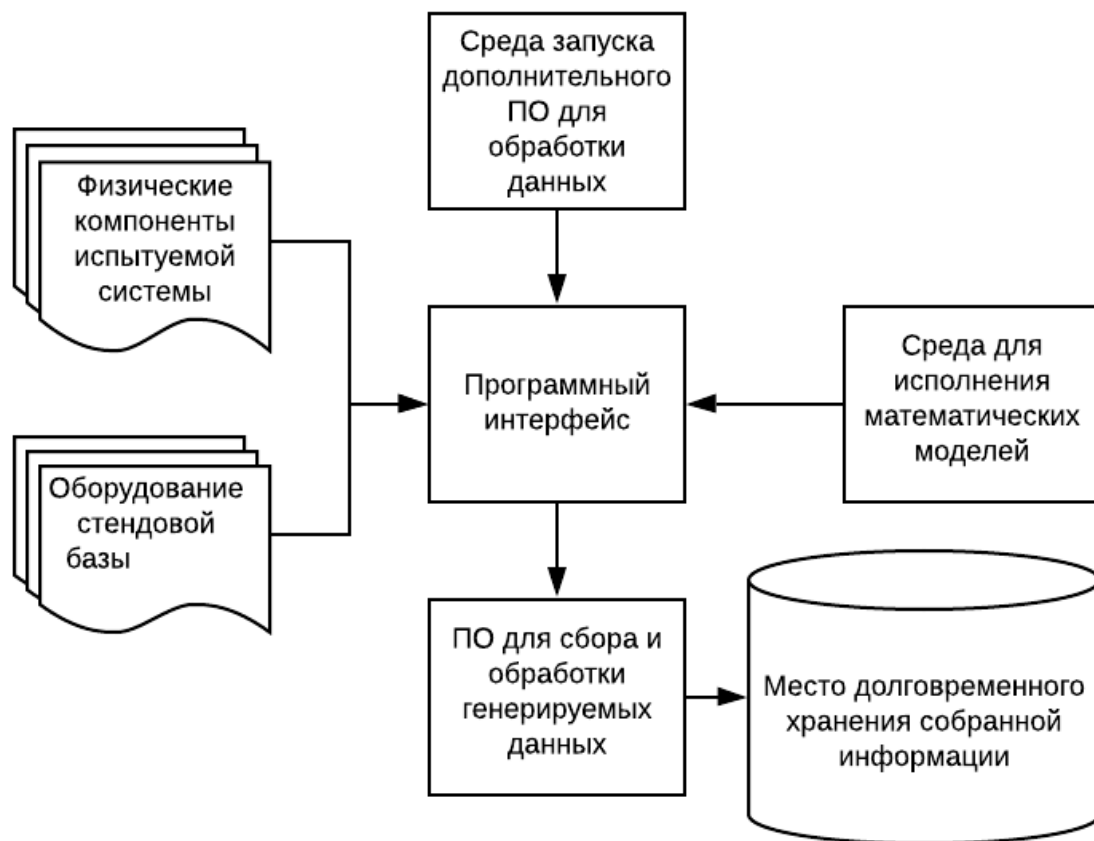 Среда запуска
дополнительного
ПО для
обработки
данных
Физические
компоненты
испытуемой
системы
Программный
интерфейс
Среда для
исполнения
математических
моделей
Оборудование
стендовой
базы
ПО для сбора и
обработки
генерируемых
данных
Место долговременного
хранения собранной
информации